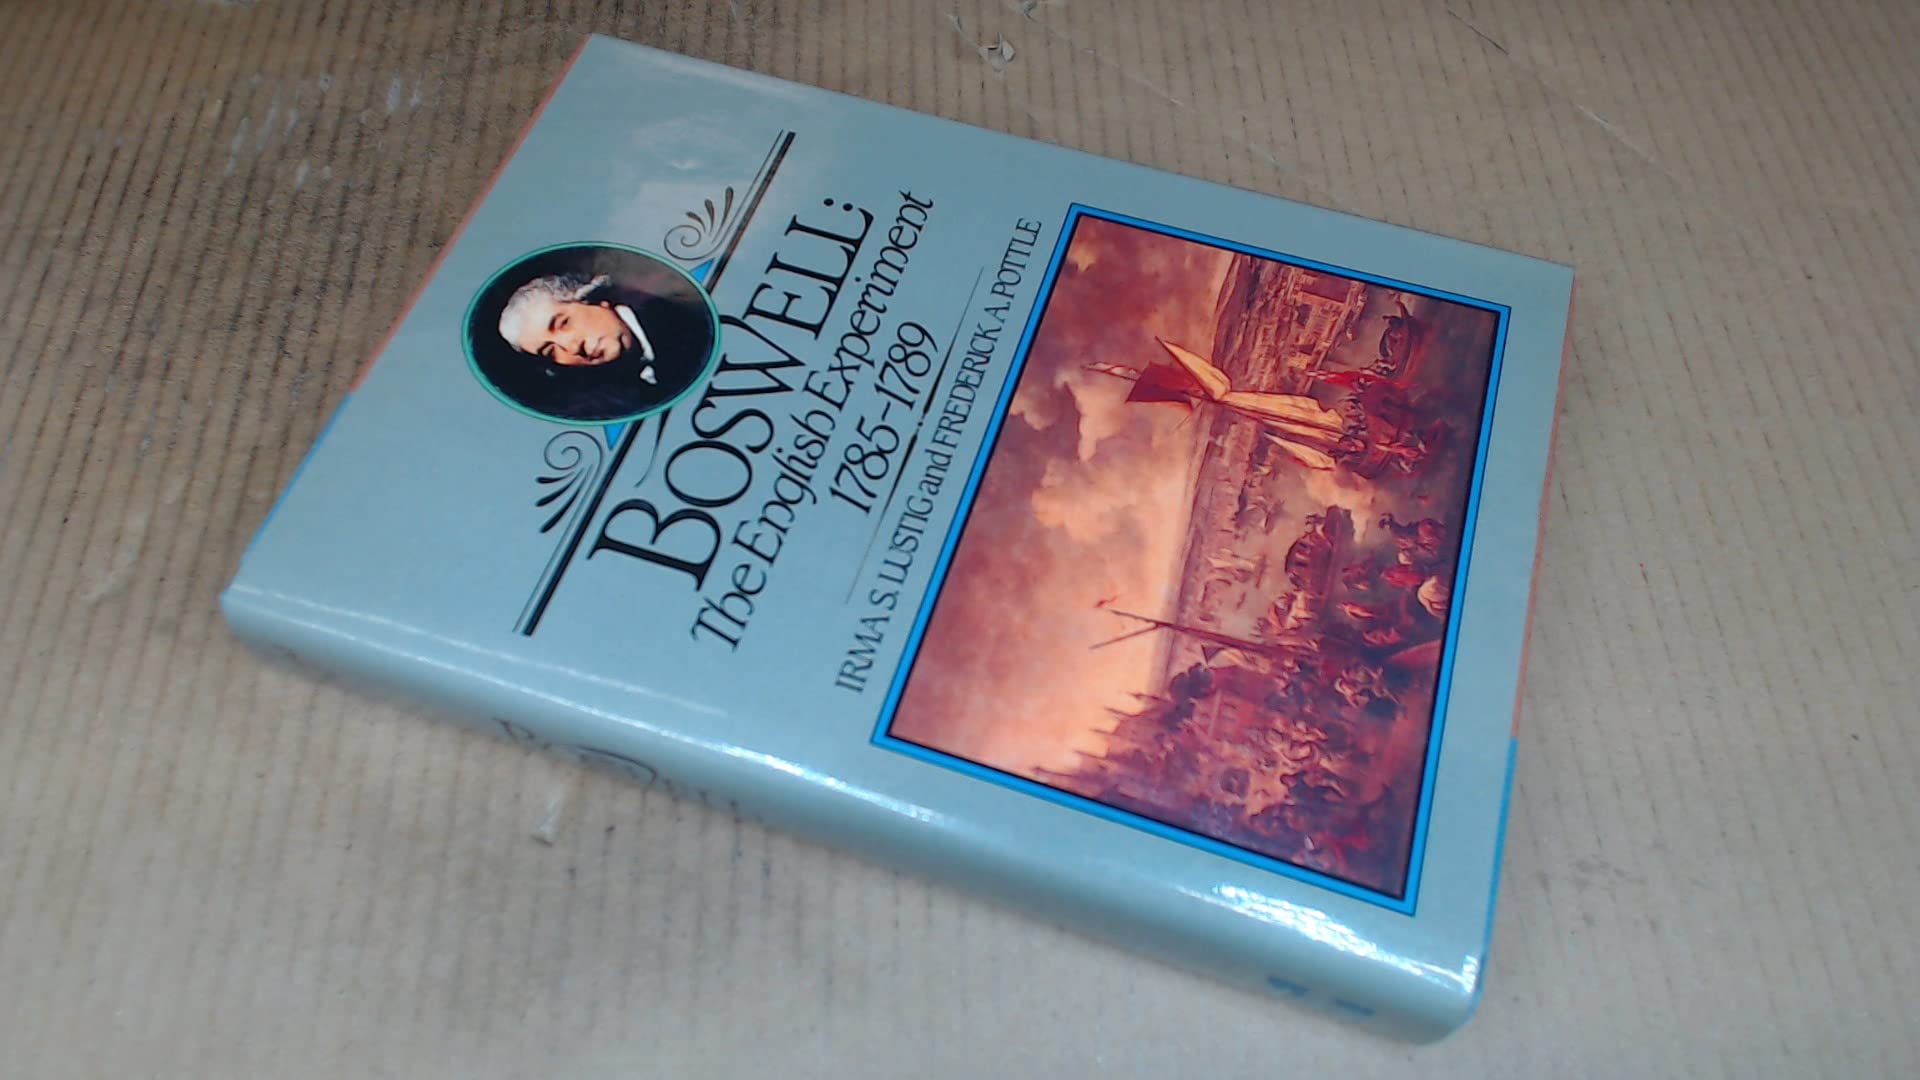 BOSWELL:
The English Experiment
1785-1789
IRMA S. LUSTIG and FREDERICK A. POTTLE